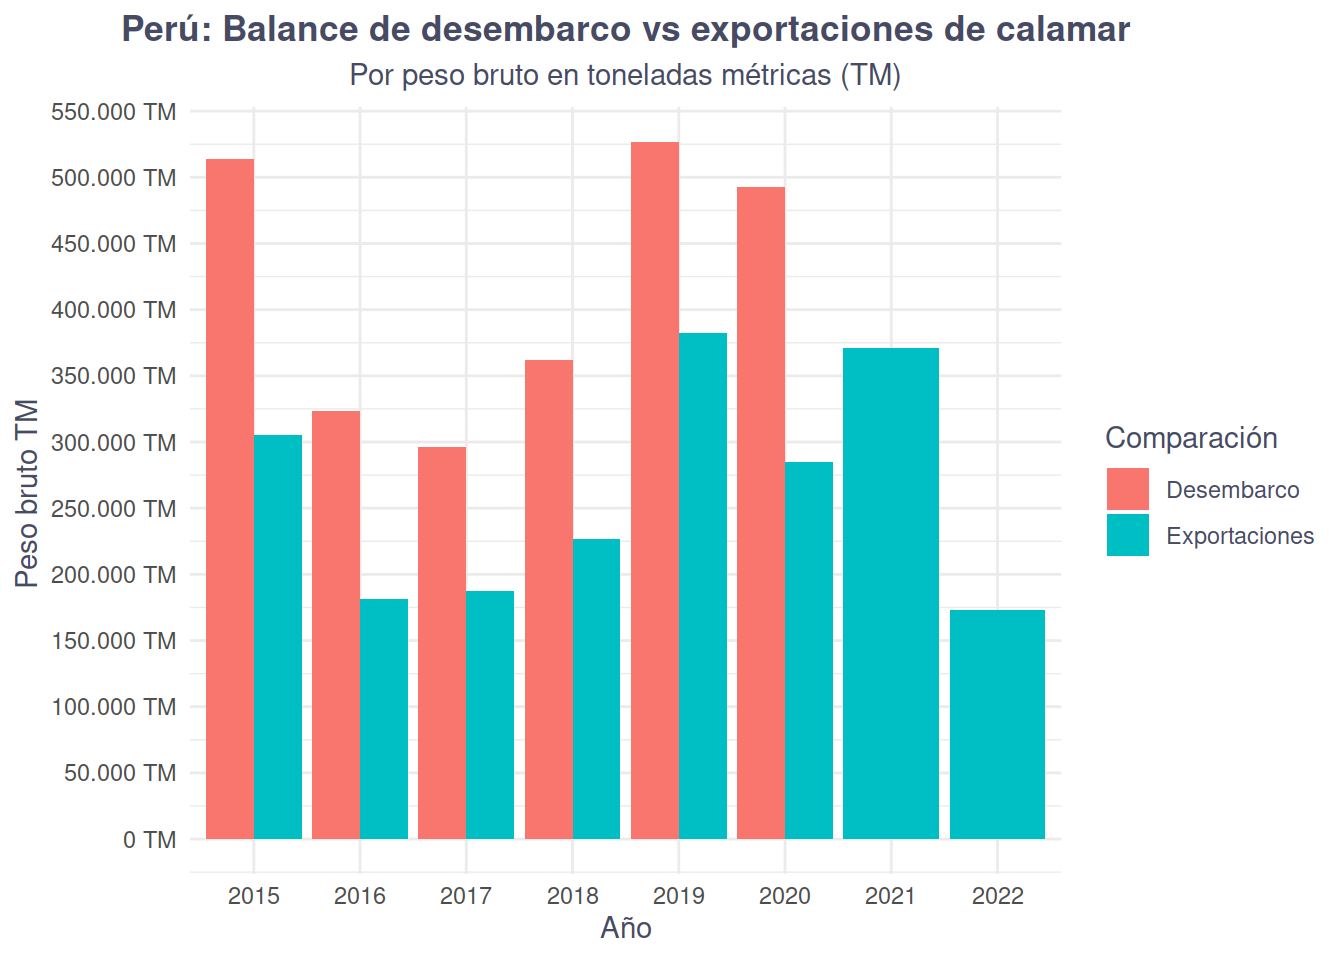 Perú: Balance de desembarco vs exportaciones de calamar
Por peso bruto en toneladas métricas (TM)
Peso bruto TM
550.000 TM
500.000 TM
450.000 TM
400.000 TM
350.000 TM
300.000 TM
250.000 TM
200.000 TM
150.000 TM
100.000 TM
50.000 TM
0 TM
2015 2016 2017 2018 2019 2020 2021 2022
Año
Comparación
Desembarco
Exportaciones